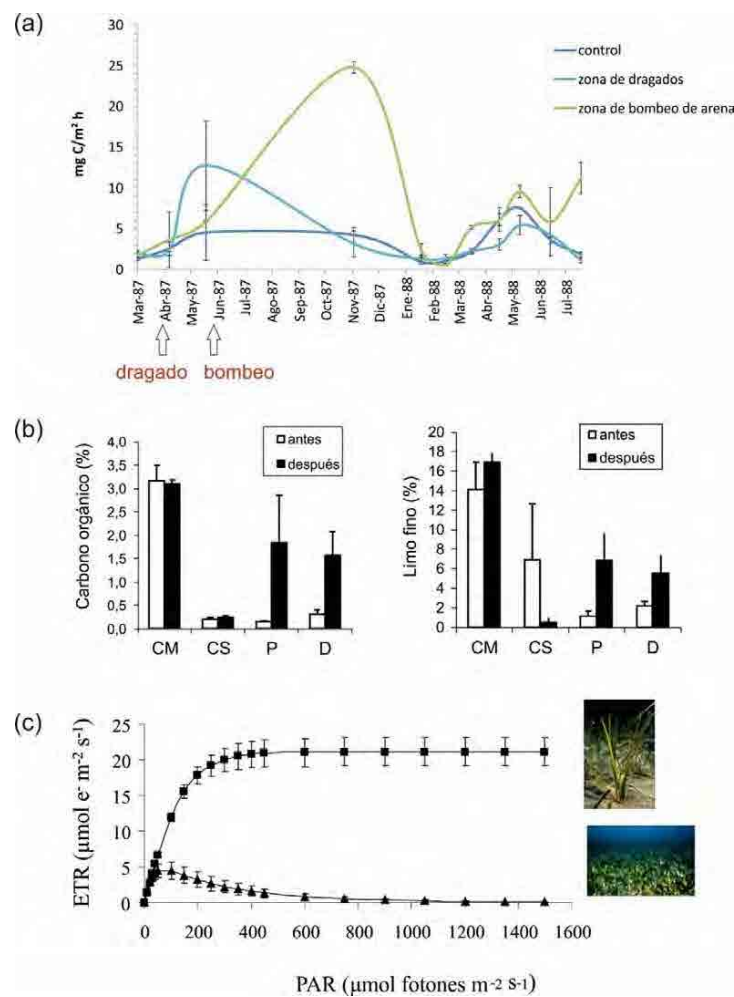 (a)
mg C/m² h
30
25
20
15
10
5
0
control
zona de dragados
zona de bombeo de arena
Mar-87
Abr-87
May-87
Jun-87
Jul-87
Ago-87
Sep-87
Oct-87
Nov-87
Dic-87
Ene-88
Feb-88
Mar-88
Abr-88
May-88
Jun-88
Jul-88
dragado
bombeo
(b)
Carbono orgánico (%)
4,0
3,5
3,0
2,5
2,0
1,5
1,0
0,5
0,0
antes
después
CM CS P D
Limo fino (%)
20
18
16
14
12
10
8
6
4
2
0
antes
después
CM CS P D
(c)
ETR (µmol e⁻ m⁻² s⁻¹)
25
20
15
10
5
0
0 200 400 600 800 1000 1200 1400 1600
PAR (µmol fotones m⁻² s⁻¹)